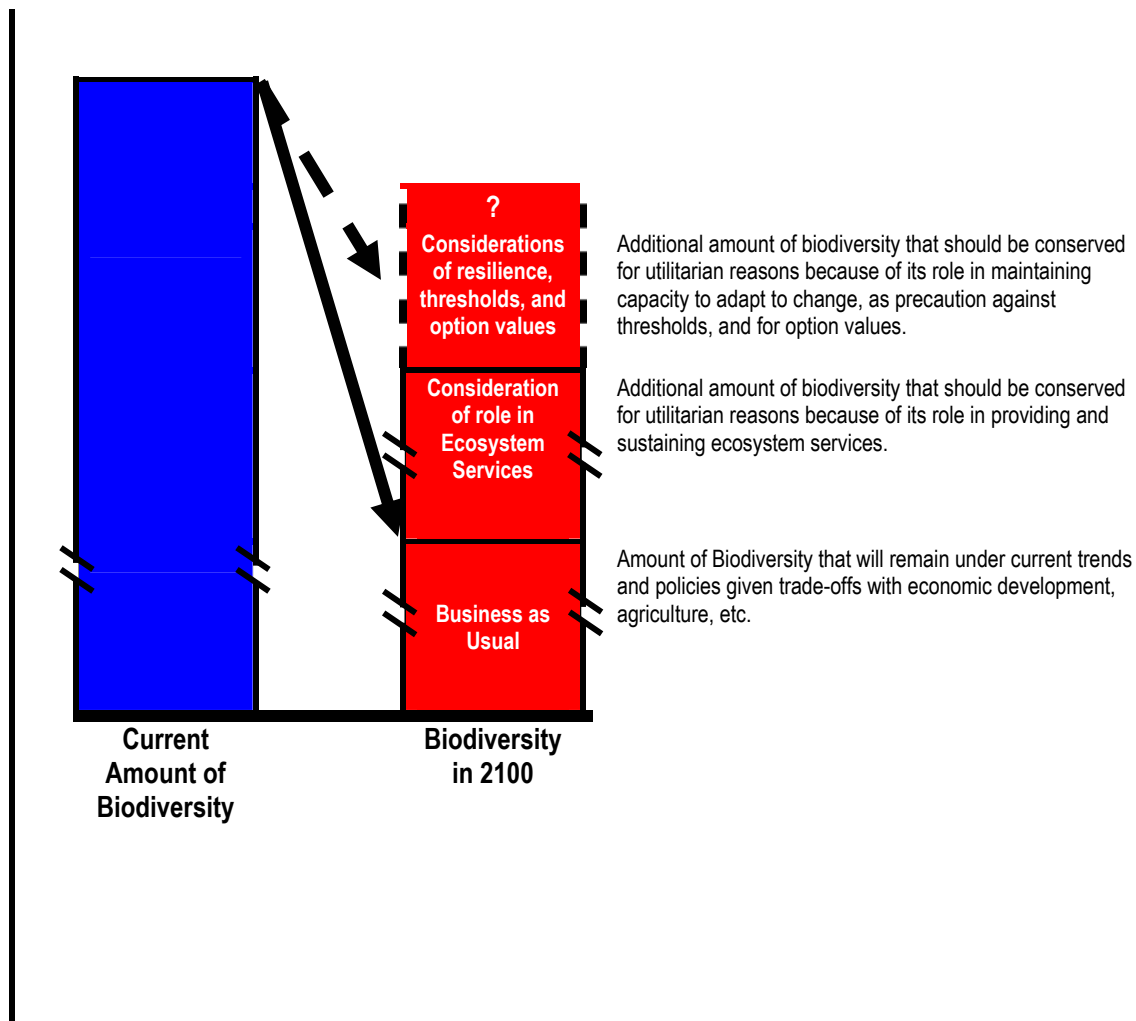 ?
Considerations
of resilience,
thresholds, and
option values
Additional amount of biodiversity that should be conserved
for utilitarian reasons because of its role in maintaining
capacity to adapt to change, as precaution against
thresholds, and for option values.
Consideration
of role in
Ecosystem
Services
Additional amount of biodiversity that should be conserved
for utilitarian reasons because of its role in providing and
sustaining ecosystem services.
Business as
Usual
Amount of Biodiversity that will remain under current trends
and policies given trade-offs with economic development,
agriculture, etc.
Current
Amount of
Biodiversity
Biodiversity
in 2100